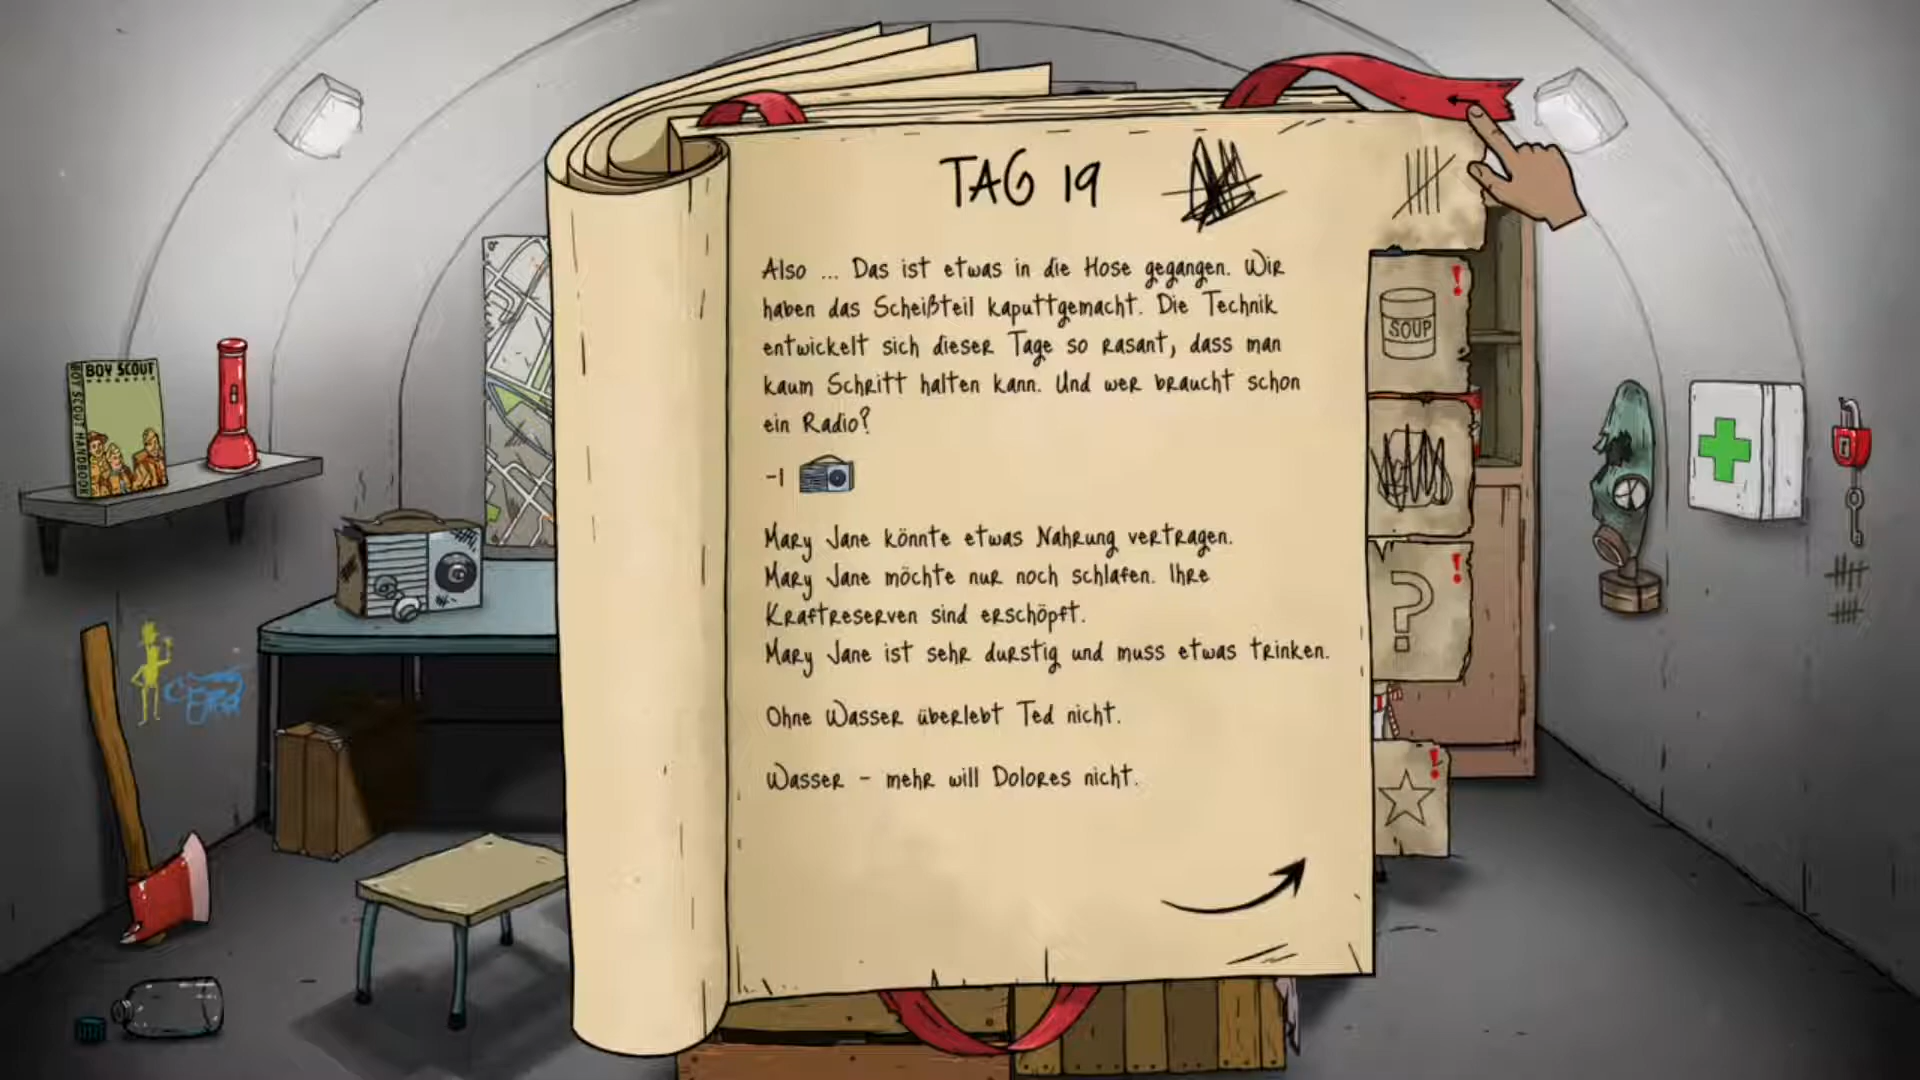 BOY SCOUT
BOY SCOUT HANDBOOK
TAG 19
Also ... Das ist etwas in die Hose gegangen. Wir
haben das Scheißteil kaputtgemacht. Die Technik
entwickelt sich dieser Tage so rasant, dass man
kaum Schritt halten kann. Und wer braucht schon
ein Radio?
-1
Mary Jane könnte etwas Nahrung vertragen.
Mary Jane möchte nur noch schlafen. Ihre
Kraftreserven sind erschöpft.
Mary Jane ist sehr durstig und muss etwas trinken.
Ohne Wasser überlebt Ted nicht.
Wasser - mehr will Dolores nicht.
!
SOUP
!
?
!